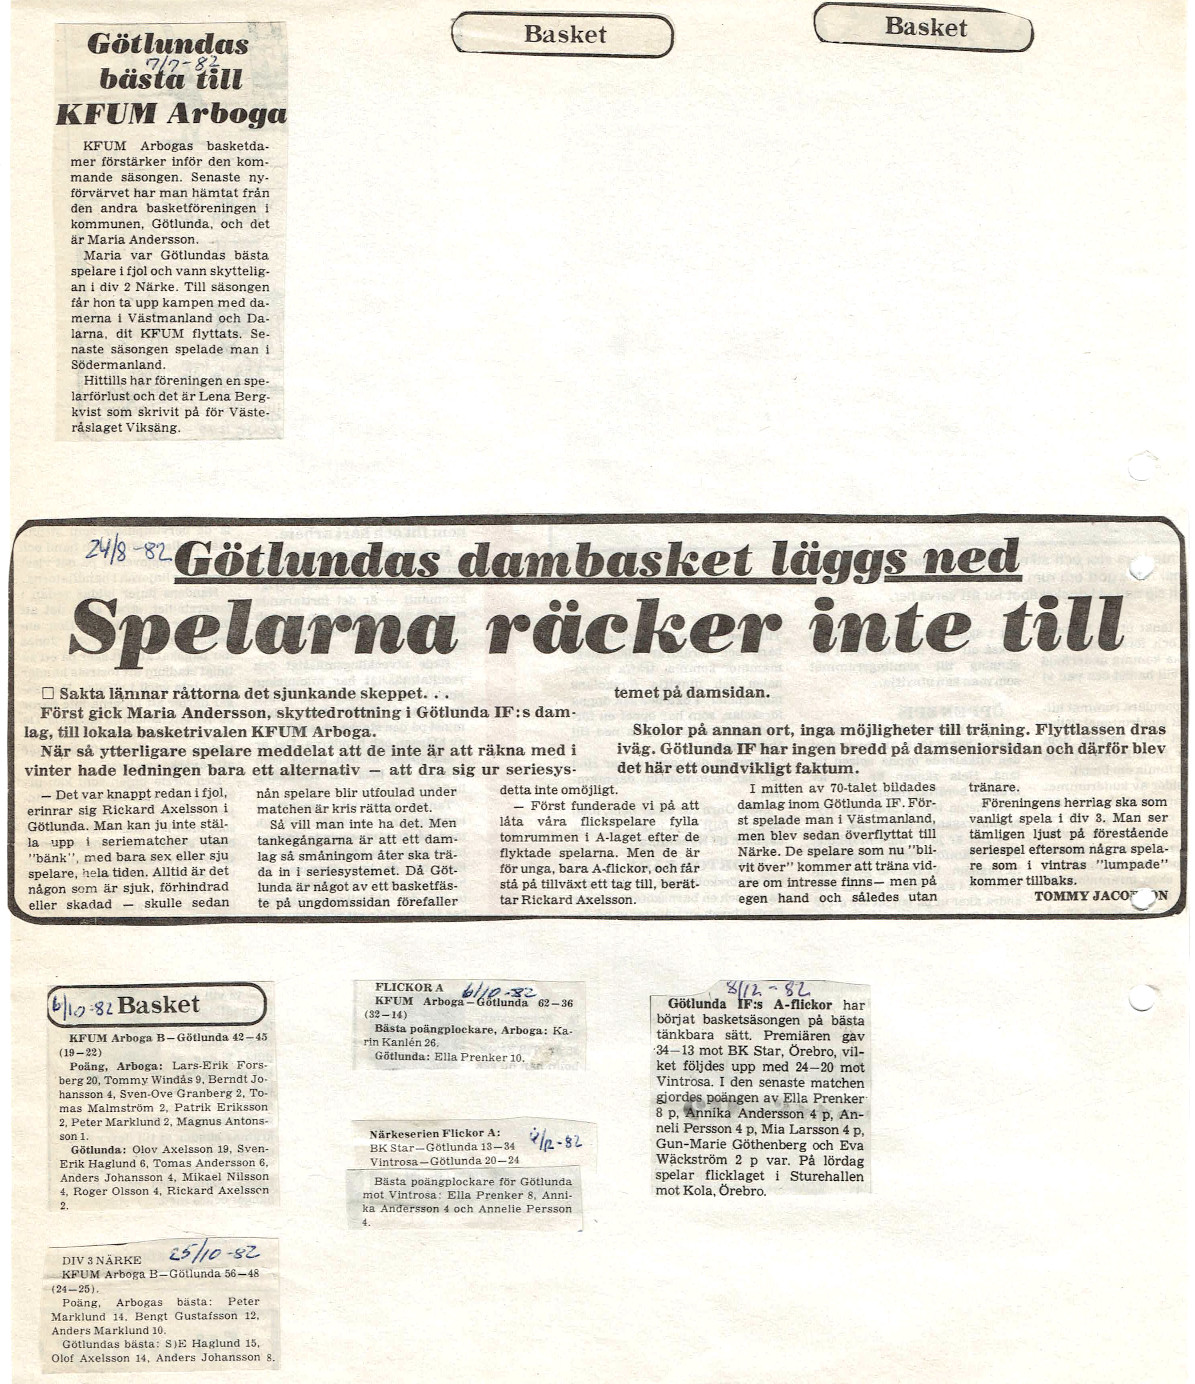 Basket
Basket
Götlundas
7/7-82
bästa till
KFUM Arboga
KFUM Arbogas basketda-
mer förstärker inför den kom-
mande säsongen. Senaste ny-
förvärvet har man hämtat från
den andra basketföreningen i
kommunen, Götlunda, och det
är Maria Andersson.
Maria var Götlundas bästa
spelare i fjol och vann skyttelig-
an i div 2 Närke. Till säsongen
får hon ta upp kampen med da-
merna i Västmanland och Da-
larna, dit KFUM flyttats. Se-
naste säsongen spelade man i
Södermanland.
Hittills har föreningen en spe-
larförlust och det är Lena Berg-
kvist som skrivit på för Väste-
råslaget Viksäng.
24/8-82
Götlundas dambasket läggs ned
Spelarna räcker inte till
□ Sakta lämnar råttorna det sjunkande skeppet. . .
Först gick Maria Andersson, skyttedrottning i Götlunda IF:s dam-
lag, till lokala basketrivalen KFUM Arboga.
När så ytterligare spelare meddelat att de inte är att räkna med i
vinter hade ledningen bara ett alternativ — att dra sig ur seriesys-
temet på damsidan.
Skolor på annan ort, inga möjligheter till träning. Flyttlassen dras
iväg. Götlunda IF har ingen bredd på damseniorsidan och därför blev
det här ett oundvikligt faktum.
— Det var knappt redan i fjol,
erinrar sig Rickard Axelsson i
Götlunda. Man kan ju inte stäl-
la upp i seriematcher utan
"bänk", med bara sex eller sju
spelare, hela tiden. Alltid är det
någon som är sjuk, förhindrad
eller skadad — skulle sedan
nån spelare blir utfoulad under
matchen är kris rätta ordet.
Så vill man inte ha det. Men
tankegångarna är att ett dam-
lag så småningom åter ska trä-
da in i seriesystemet. Då Göt-
lunda är något av ett basketfäs-
te på ungdomssidan förefaller
detta inte omöjligt.
— Först funderade vi på att
låta våra flickspelare fylla
tomrummen i A-laget efter de
flyktade spelarna. Men de är
för unga, bara A-flickor, och får
stå på tillväxt ett tag till, berät-
tar Rickard Axelsson.
I mitten av 70-talet bildades
damlag inom Götlunda IF. För-
st spelade man i Västmanland,
men blev sedan överflyttat till
Närke. De spelare som nu "bli-
vit över" kommer att träna vid-
are om intresse finns— men på
egen hand och således utan
tränare.
Föreningens herrlag ska som
vanligt spela i div 3. Man ser
tämligen ljust på förestående
seriespel eftersom några spela-
re som i vintras "lumpade"
kommer tillbaks.
TOMMY
6/10-82 Basket
KFUM Arboga B—Götlunda 42—45
(19—22)
Poäng, Arboga: Lars-Erik Fors-
berg 20, Tommy Windås 9, Berndt Jo-
hansson 4, Sven-Ove Granberg 2, To-
mas Malmström 2, Patrik Eriksson
2, Peter Marklund 2, Magnus Antons-
son 1.
Götlunda: Olov Axelsson 19, Sven-
Erik Haglund 6, Tomas Andersson 6,
Anders Johansson 4, Mikael Nilsson
4, Roger Olsson 4, Rickard Axelsson
2.
25/10-82
DIV 3 NÄRKE
KFUM Arboga B—Götlunda 56—48
(24—25).
Poäng, Arbogas bästa: Peter
Marklund 14, Bengt Gustafsson 12,
Anders Marklund 10.
Götlundas bästa: S)E Haglund 15,
Olof Axelsson 14, Anders Johansson 8.
FLICKOR A
6/10-82
KFUM Arboga—Götlunda 62—36
(32—14)
Bästa poängplockare, Arboga: Ka-
rin Kanlén 26.
Götlunda: Ella Prenker 10.
Närkeserien Flickor A:
BK Star—Götlunda 13—34
Vintrosa—Götlunda 20—24
Bästa poängplockare för Götlunda
mot Vintrosa: Ella Prenker 8, Anni-
ka Andersson 4 och Annelie Persson
4.
8/12-82
Götlunda IF:s A-flickor har
börjat basketsäsongen på bästa
tänkbara sätt. Premiären gav
34—13 mot BK Star, Örebro, vil-
ket följdes upp med 24—20 mot
Vintrosa. I den senaste matchen
gjordes poängen av Ella Prenker
8 p, Annika Andersson 4 p, An-
neli Persson 4 p, Mia Larsson 4 p,
Gun-Marie Göthenberg och Eva
Wäckström 2 p var. På lördag
spelar flicklaget i Sturehallen
mot Kola, Örebro.